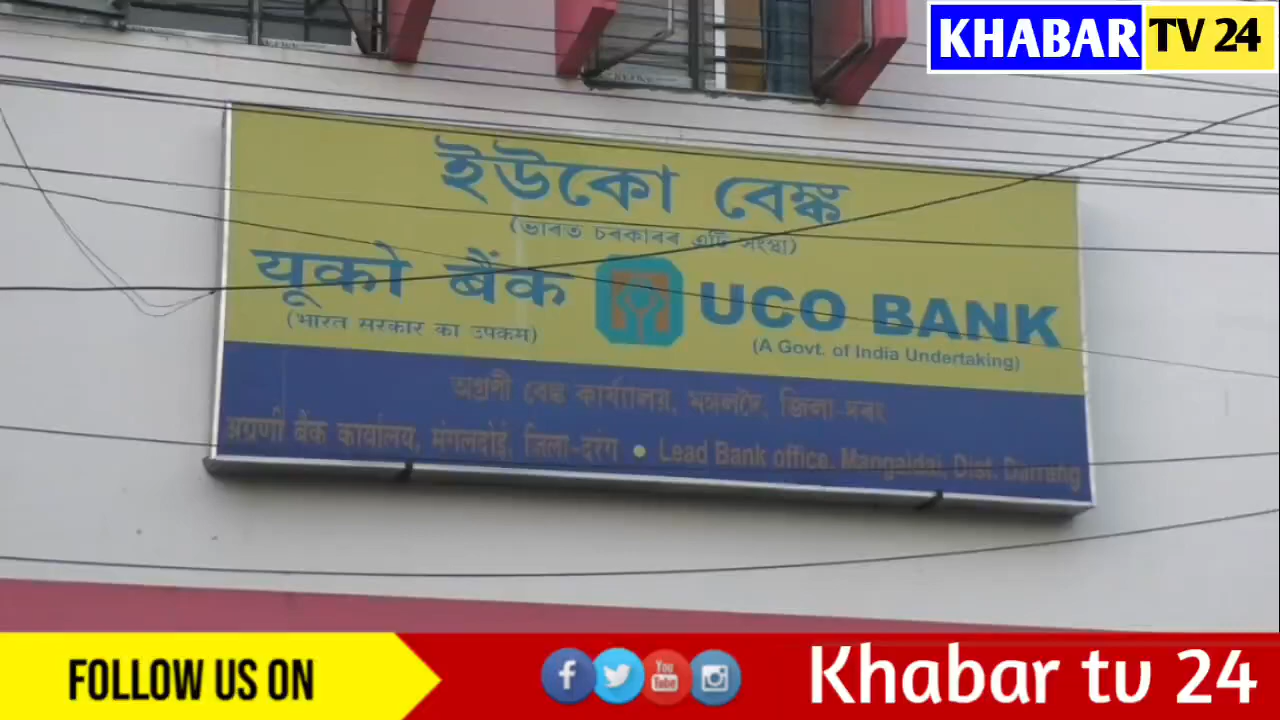 KHABAR TV 24
ইউকো বেঙ্ক
(ভাৰত চৰকাৰৰ এটি সংস্থা)
यूको बैंक UCO BANK
(भारत सरकार का उपक्रम) (A Govt. of India Undertaking)
অগ্ৰণী বেঙ্ক কাৰ্য্যালয়, মঙ্গলদৈ, জিলা-দৰং
अग्रणी बैंक कार्यालय, मंगलदोई, जिला-दरंग • Lead Bank office, Mangaldai, Dist. Darrang
FOLLOW US ON Khabar tv 24